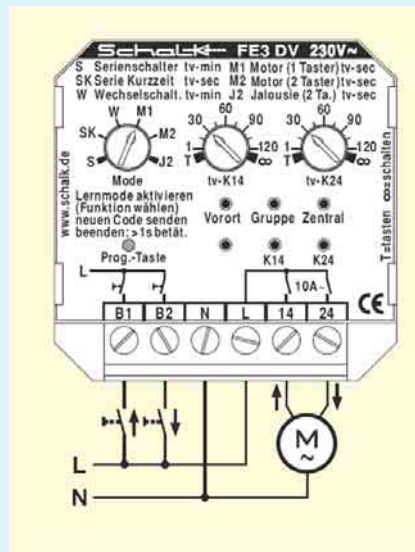 Schalk FE3 DV 230V~
S Serienschalter tv-min M1 Motor (1 Taster) tv-sec
SK Serie Kurzzeit tv-sec M2 Motor (2 Taster) tv-sec
W Wechselschalt. tv-min J2 Jalousie (2 Ta.) tv-sec
W M1
SK M2
S J2
Mode
60
30 90
1 120
T ∞
tv-K14
60
30 90
1 120
T ∞
tv-K24
www.schalk.de
Lernmode aktivieren
(Funktion wählen)
neuen Code senden
beenden: >1s betät.
Prog.-Taste
Vorort Gruppe Zentral
K14 K24
T=tasten ∞=schalten
L
10A~
CE
B1 B2 N L 14 24
L
N
M
~